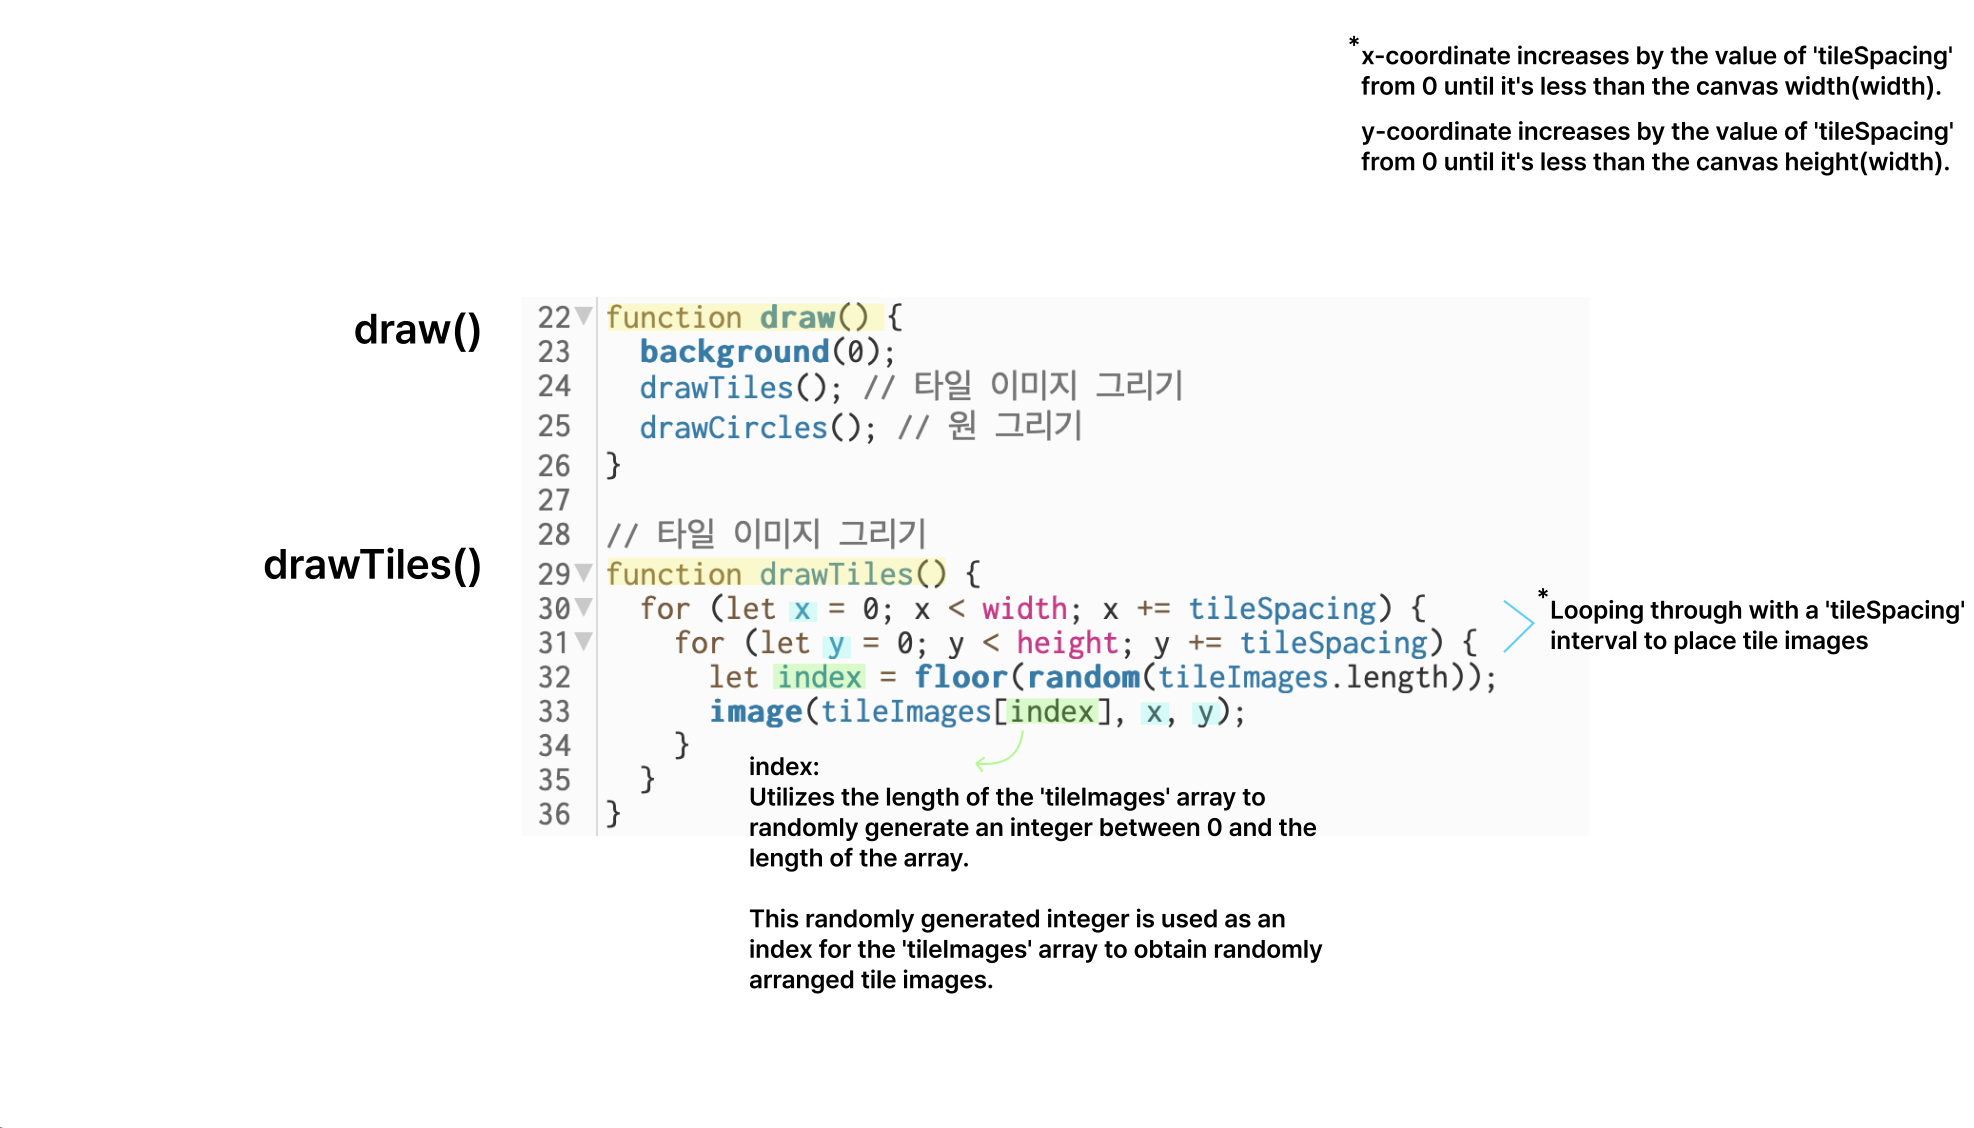 *x-coordinate increases by the value of 'tileSpacing'
from 0 until it's less than the canvas width(width).
y-coordinate increases by the value of 'tileSpacing'
from 0 until it's less than the canvas height(width).
draw()
22 function draw() {
23 background(0);
24 drawTiles(); // 타일 이미지 그리기
25 drawCircles(); // 원 그리기
26 }
27
28 // 타일 이미지 그리기
drawTiles()
29 function drawTiles() {
30 for (let x = 0; x < width; x += tileSpacing) {
31 for (let y = 0; y < height; y += tileSpacing) {
32 let index = floor(random(tileImages.length));
33 image(tileImages[index], x, y);
34 }
35 }
36 }
*Looping through with a 'tileSpacing'
interval to place tile images
index:
Utilizes the length of the 'tileImages' array to
randomly generate an integer between 0 and the
length of the array.
This randomly generated integer is used as an
index for the 'tileImages' array to obtain randomly
arranged tile images.